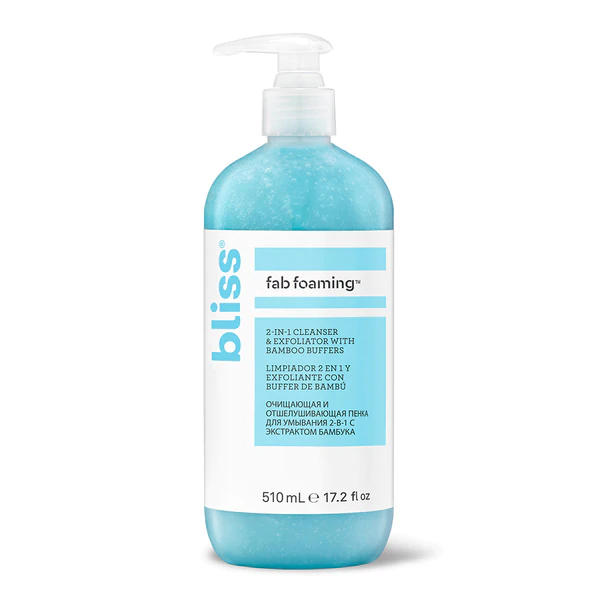 bliss®
fab foaming™
2-IN-1 CLEANSER
& EXFOLIATOR WITH
BAMBOO BUFFERS
LIMPIADOR 2 EN 1 Y
EXFOLIANTE CON
BUFFER DE BAMBÚ
ОЧИЩАЮЩАЯ И
ОТШЕЛУШИВАЮЩАЯ ПЕНКА
ДЛЯ УМЫВАНИЯ 2-В-1 С
ЭКСТРАКТОМ БАМБУКА
510 mL ℮ 17.2 fl oz